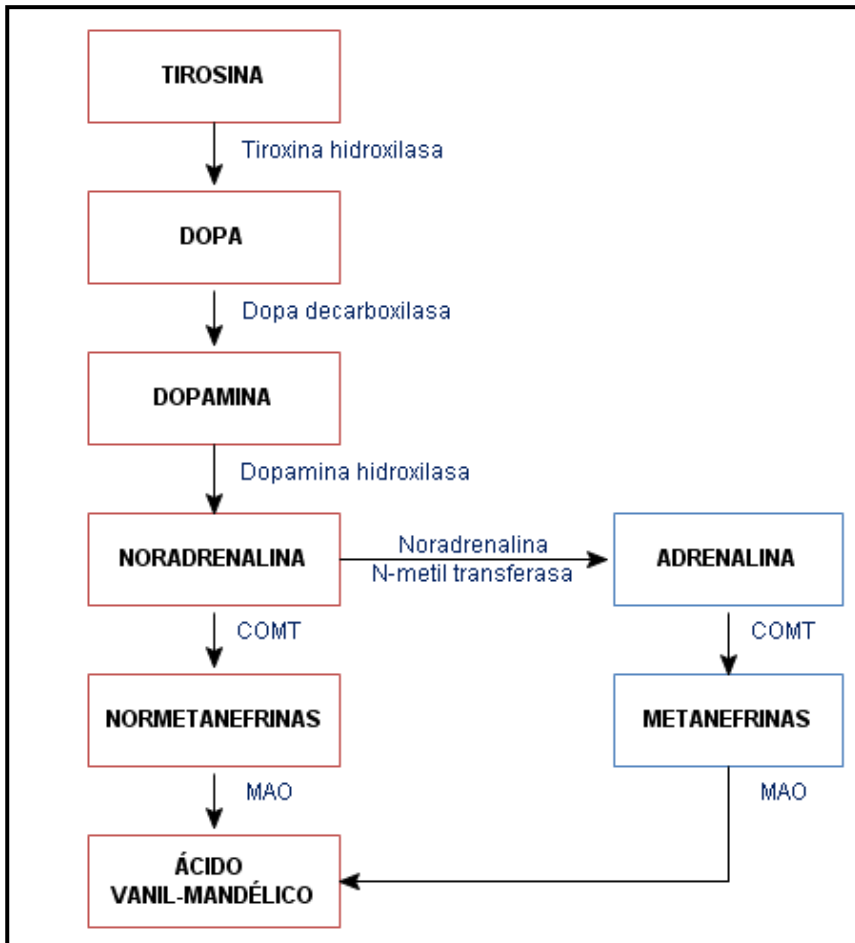 TIROSINA
Tiroxina hidroxilasa
DOPA
Dopa decarboxilasa
DOPAMINA
Dopamina hidroxilasa
NORADRENALINA
Noradrenalina
N-metil transferasa
ADRENALINA
COMT
COMT
NORMETANEFRINAS
METANEFRINAS
MAO
MAO
ÁCIDO
VANIL-MANDÉLICO